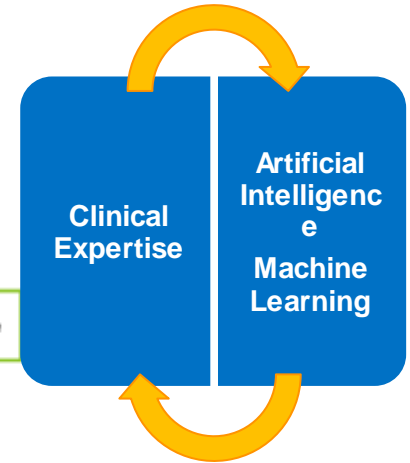 Clinical
Expertise
Artificial
Intelligenc
e
Machine
Learning